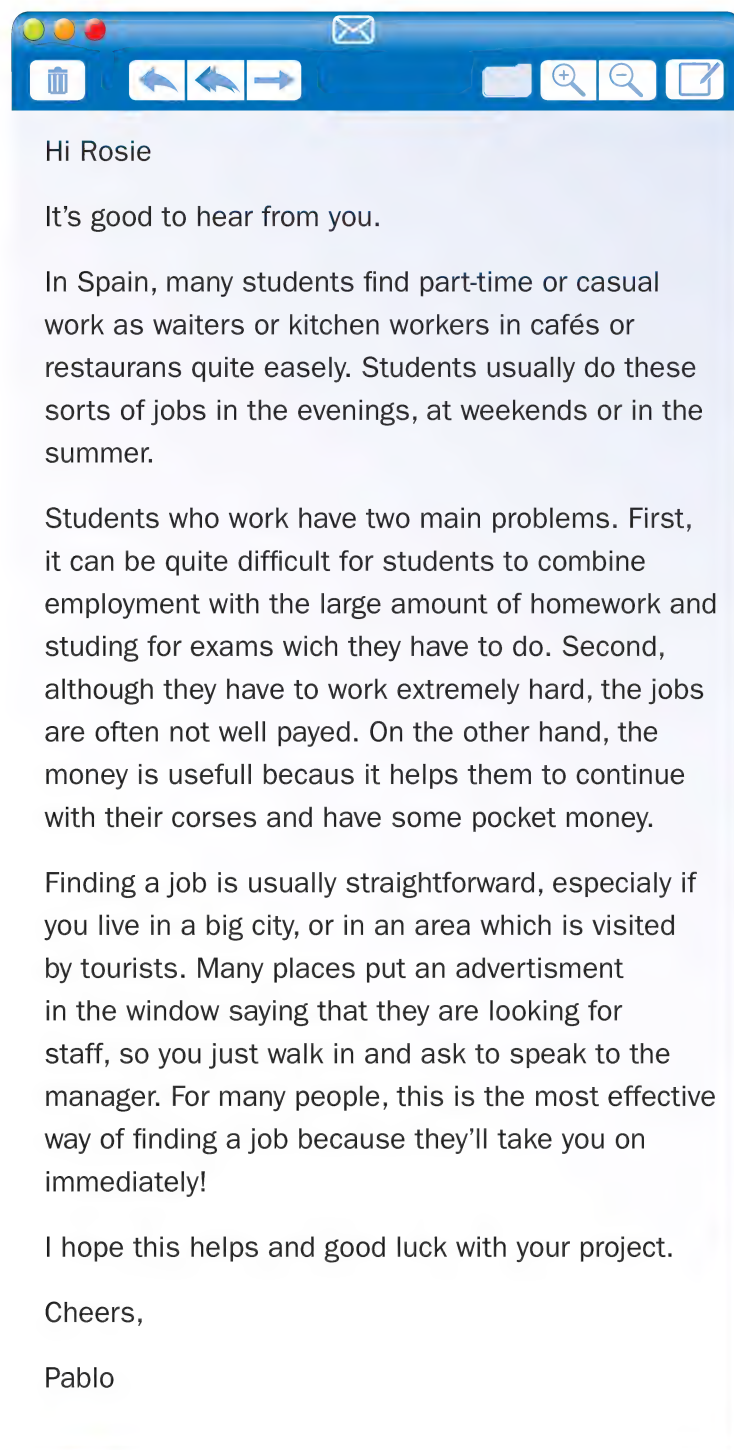 Hi Rosie
It's good to hear from you.
In Spain, many students find part-time or casual
work as waiters or kitchen workers in cafés or
restaurans quite easely. Students usually do these
sorts of jobs in the evenings, at weekends or in the
summer.
Students who work have two main problems. First,
it can be quite difficult for students to combine
employment with the large amount of homework and
studing for exams wich they have to do. Second,
although they have to work extremely hard, the jobs
are often not well payed. On the other hand, the
money is usefull becaus it helps them to continue
with their corses and have some pocket money.
Finding a job is usually straightforward, especialy if
you live in a big city, or in an area which is visited
by tourists. Many places put an advertisment
in the window saying that they are looking for
staff, so you just walk in and ask to speak to the
manager. For many people, this is the most effective
way of finding a job because they'll take you on
immediately!
I hope this helps and good luck with your project.
Cheers,
Pablo